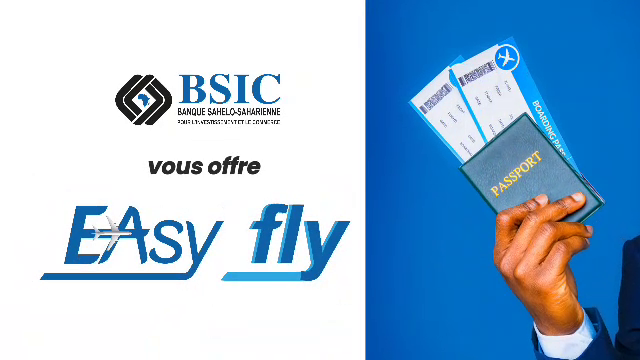 BSIC
BANQUE SAHELO-SAHARIENNE
POUR L'INVESTISSEMENT ET LE COMMERCE
vous offre
EAsy fly
BOARDING PASS
PASSPORT